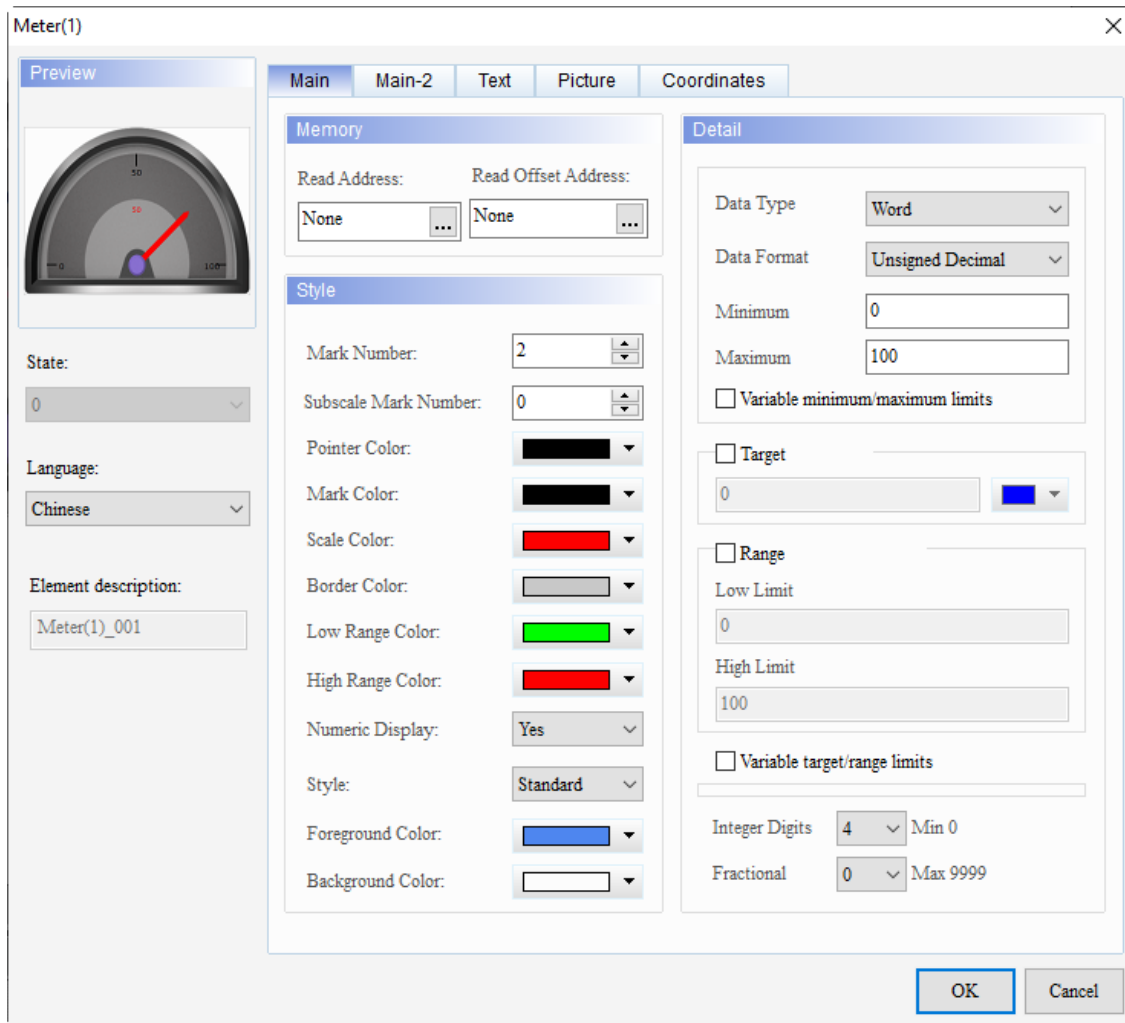 Meter(1)
Preview
50
50
0
100
State:
0
Language:
Chinese
Element description:
Meter(1)_001
Main
Main-2
Text
Picture
Coordinates
Memory
Read Address:
Read Offset Address:
None
...
None
...
Style
Mark Number:
2
Subscale Mark Number:
0
Pointer Color:
Mark Color:
Scale Color:
Border Color:
Low Range Color:
High Range Color:
Numeric Display:
Yes
Style:
Standard
Foreground Color:
Background Color:
Detail
Data Type
Word
Data Format
Unsigned Decimal
Minimum
0
Maximum
100
Variable minimum/maximum limits
Target
0
Range
Low Limit
0
High Limit
100
Variable target/range limits
Integer Digits
4
Min 0
Fractional
0
Max 9999
OK
Cancel